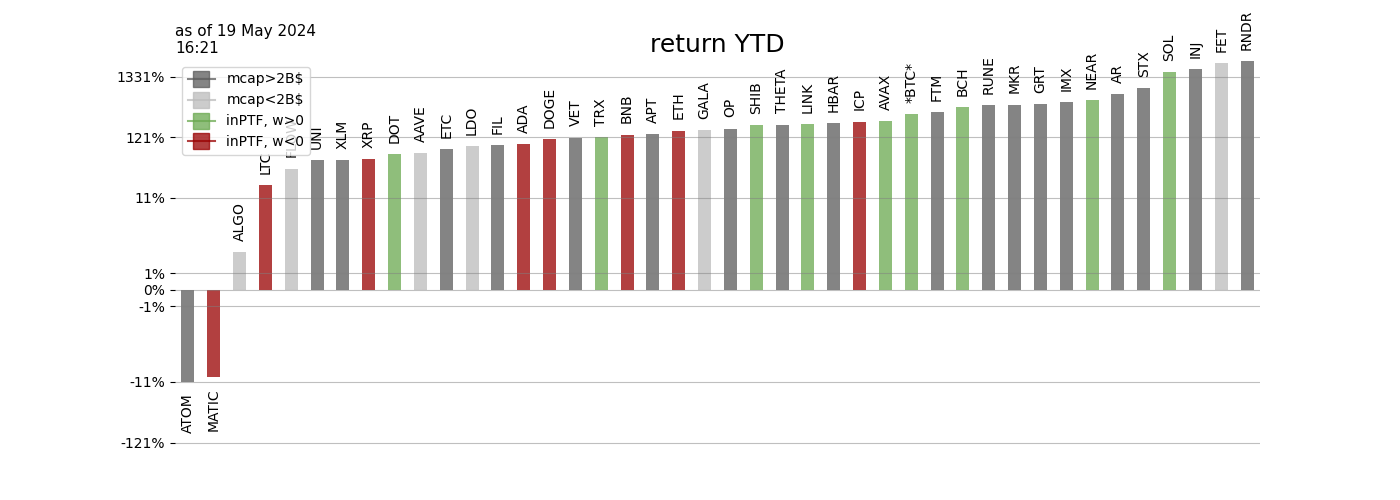 as of 19 May 2024
16:21
return YTD
mcap>2B$
mcap<2B$
inPTF, w>0
inPTF, w<0
1331%
121%
11%
1%
0%
-1%
-11%
-121%
ATOM
MATIC
ALGO
LTC
FLOW
UNI
XLM
XRP
DOT
AAVE
ETC
LDO
FIL
ADA
DOGE
VET
TRX
BNB
APT
ETH
GALA
OP
SHIB
THETA
LINK
HBAR
ICP
AVAX
*BTC*
FTM
BCH
RUNE
MKR
GRT
IMX
NEAR
AR
STX
SOL
INJ
FET
RNDR